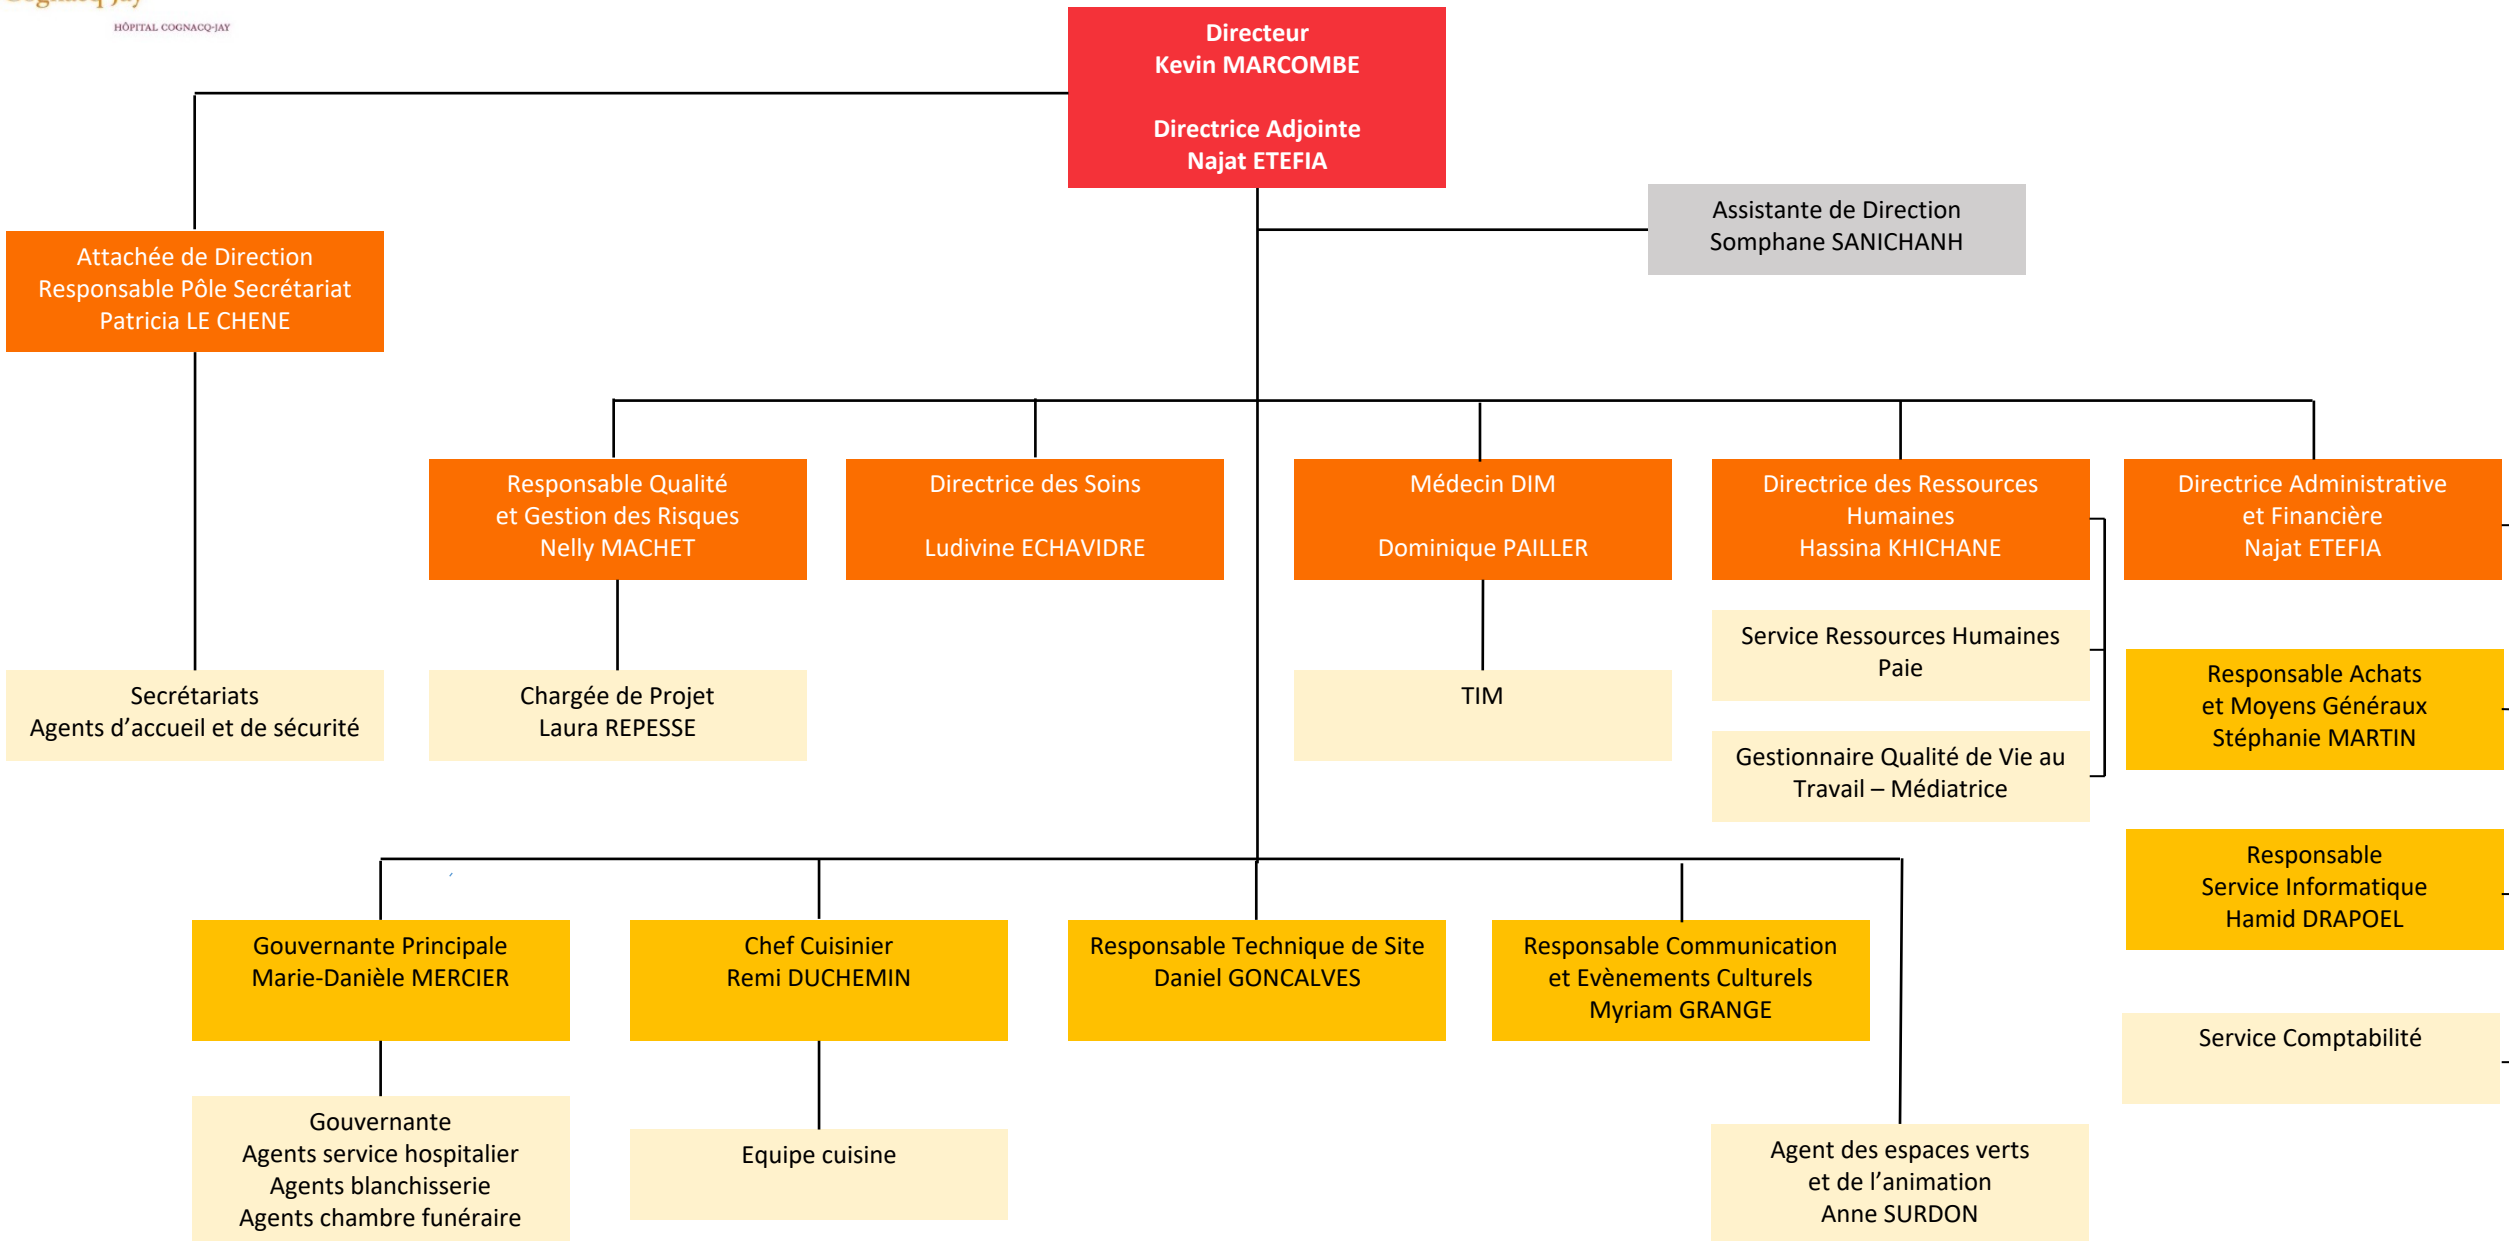 HÔPITAL COGNACQ-JAY
Directeur
Kevin MARCOMBE
Directrice Adjointe
Najat ETEFIA
Assistante de Direction
Somphane SANICHANH
Attachée de Direction
Responsable Pôle Secrétariat
Patricia LE CHENE
Responsable Qualité
et Gestion des Risques
Nelly MACHET
Directrice des Soins
Ludivine ECHAVIDRE
Médecin DIM
Dominique PAILLER
Directrice des Ressources
Humaines
Hassina KHICHANE
Directrice Administrative
et Financière
Najat ETEFIA
Secrétariats
Agents d’accueil et de sécurité
Chargée de Projet
Laura REPESSE
TIM
Service Ressources Humaines
Paie
Gestionnaire Qualité de Vie au
Travail – Médiatrice
Responsable Achats
et Moyens Généraux
Stéphanie MARTIN
Responsable
Service Informatique
Hamid DRAPOEL
Service Comptabilité
Gouvernante Principale
Marie-Danièle MERCIER
Chef Cuisinier
Remi DUCHEMIN
Responsable Technique de Site
Daniel GONCALVES
Responsable Communication
et Evènements Culturels
Myriam GRANGE
Gouvernante
Agents service hospitalier
Agents blanchisserie
Agents chambre funéraire
Equipe cuisine
Agent des espaces verts
et de l’animation
Anne SURDON